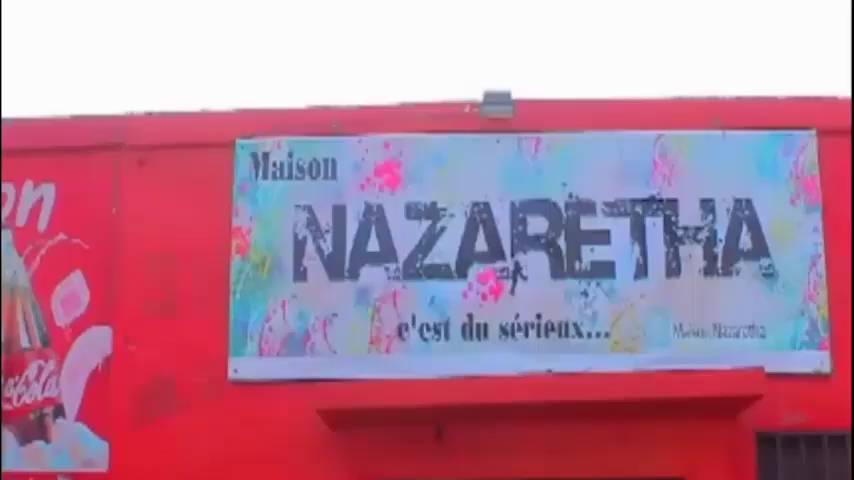 on
Maison
NAZARETHA
c'est du sérieux...
Maison Nazaretha
Coca-Cola